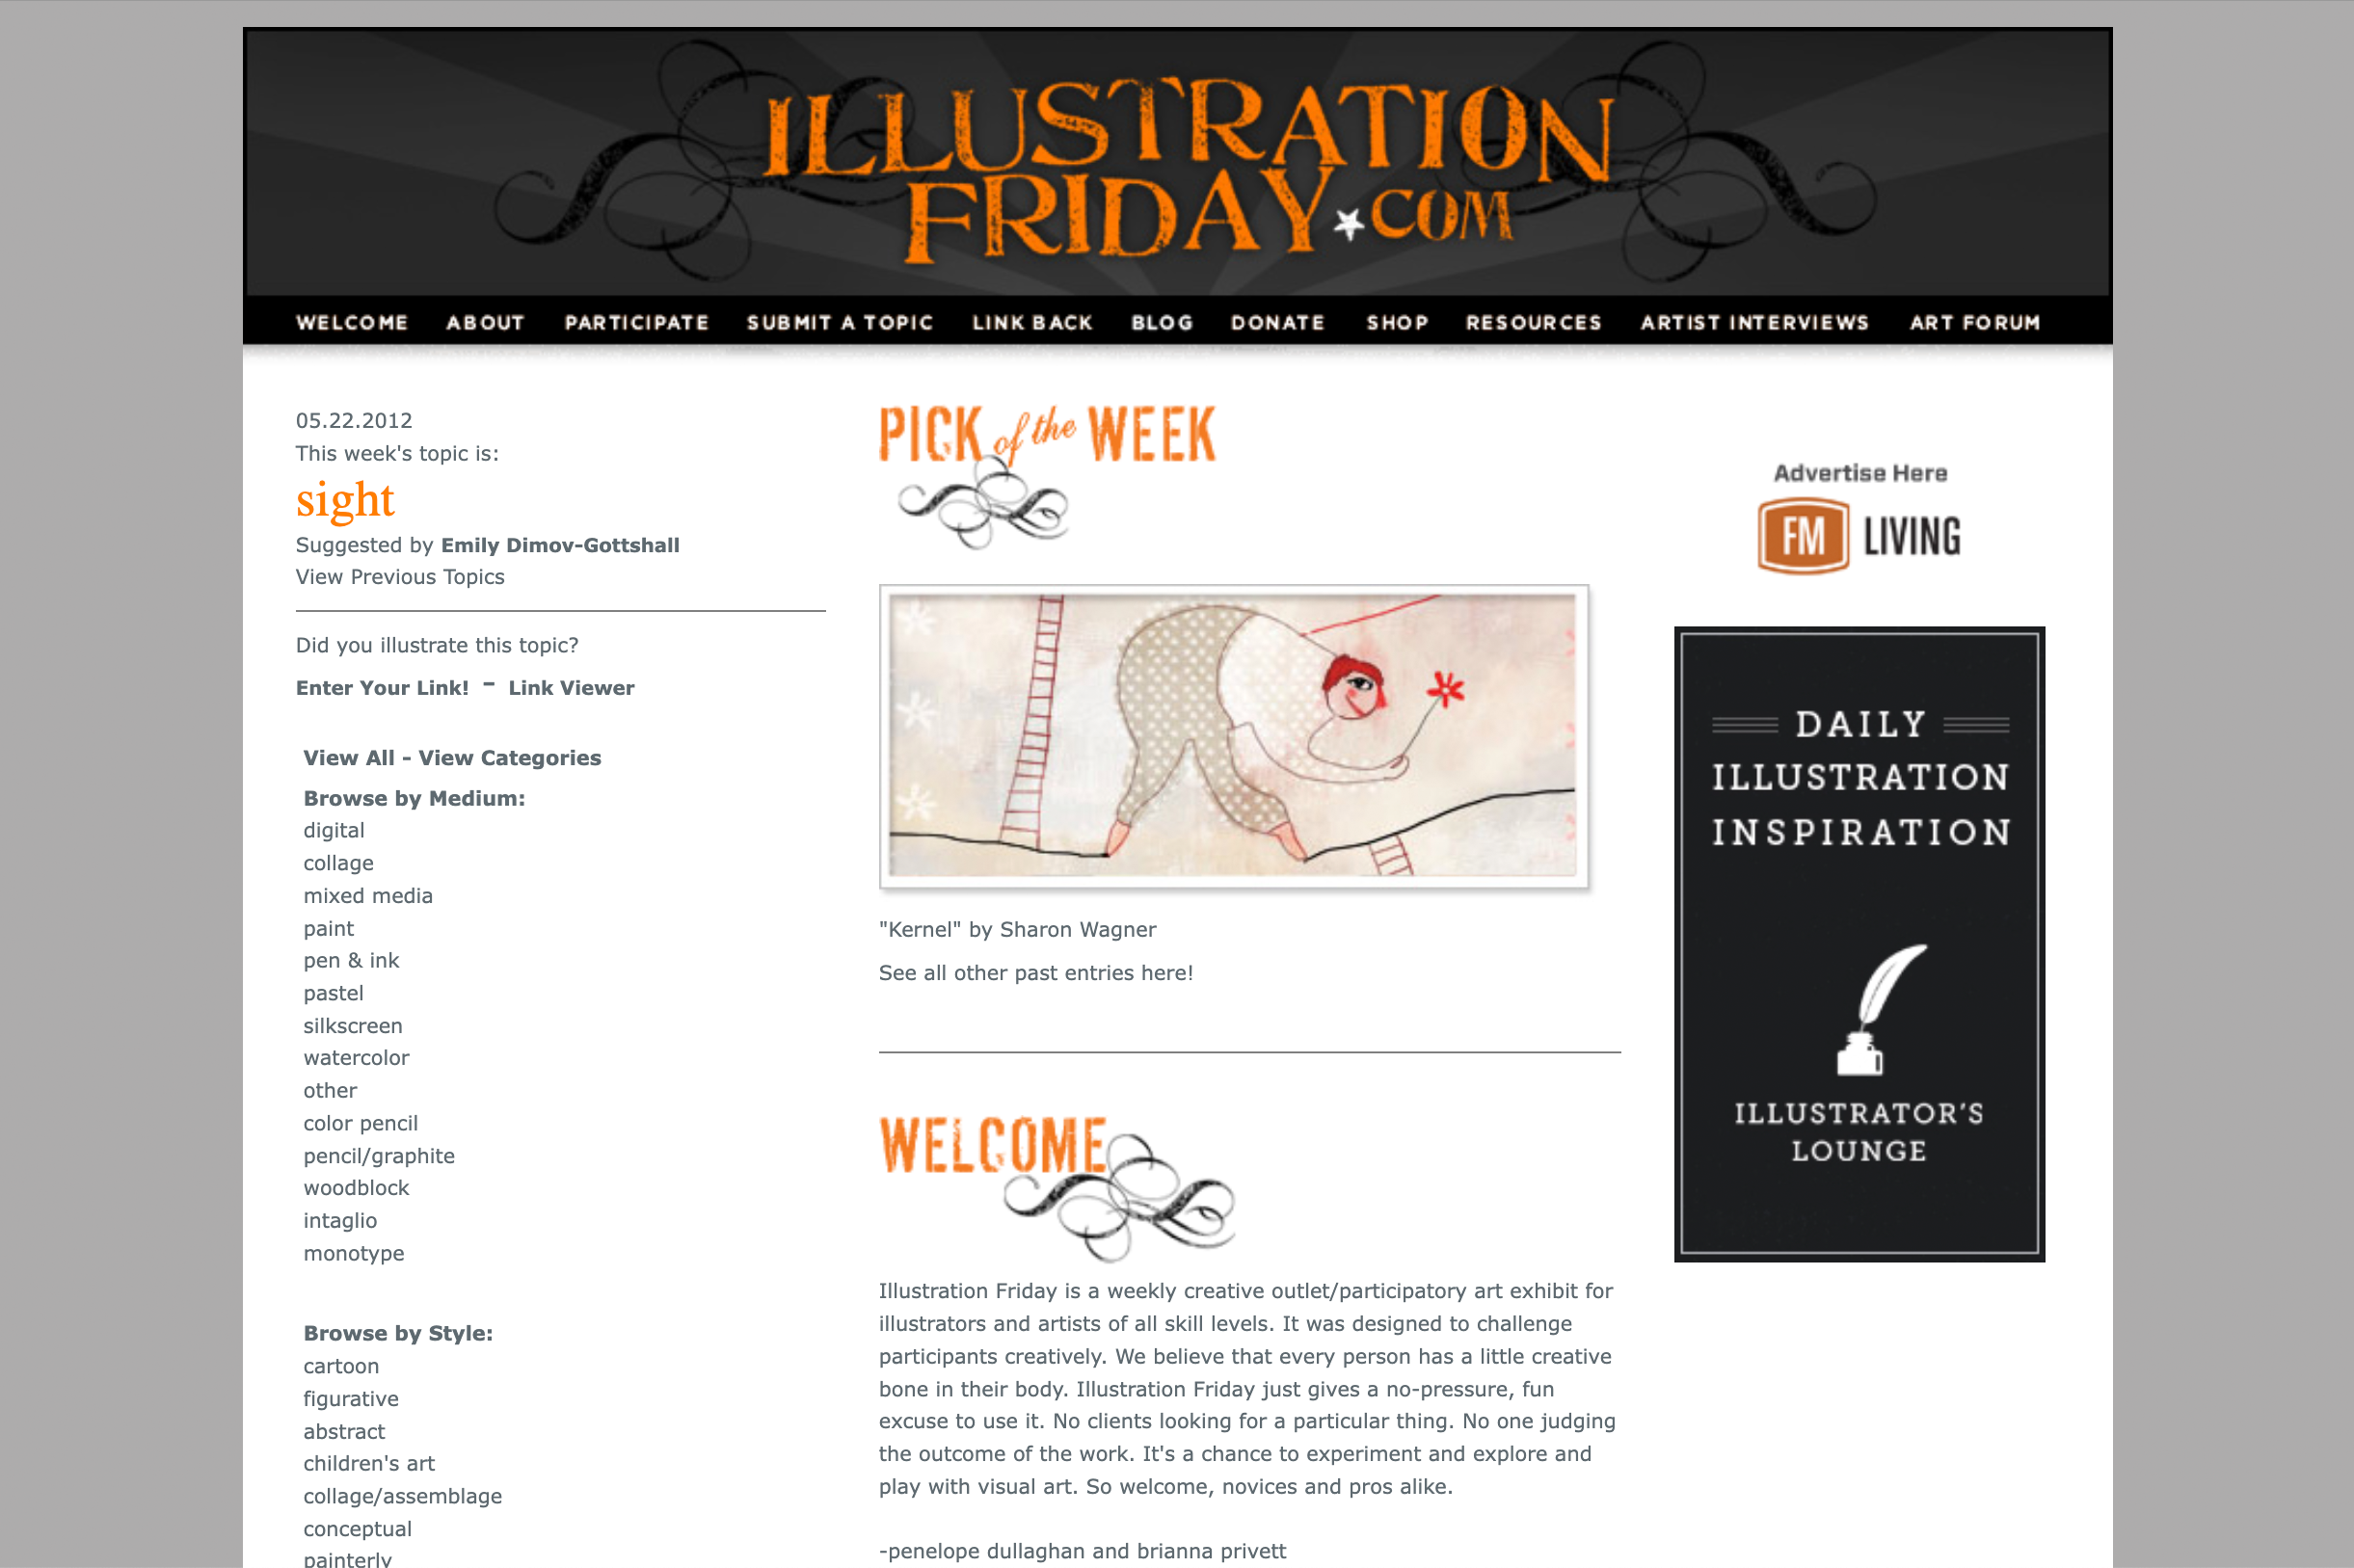 ILLUSTRATION
FRIDAY.COM
WELCOME ABOUT PARTICIPATE SUBMIT A TOPIC LINK BACK BLOG DONATE SHOP RESOURCES ARTIST INTERVIEWS ART FORUM
05.22.2012
This week's topic is:
sight
Suggested by Emily Dimov-Gottshall
View Previous Topics
Did you illustrate this topic?
Enter Your Link! - Link Viewer
View All - View Categories
Browse by Medium:
digital
collage
mixed media
paint
pen & ink
pastel
silkscreen
watercolor
other
color pencil
pencil/graphite
woodblock
intaglio
monotype
Browse by Style:
cartoon
figurative
abstract
children's art
collage/assemblage
conceptual
painterly
PICK of the WEEK
"Kernel" by Sharon Wagner
See all other past entries here!
WELCOME
Illustration Friday is a weekly creative outlet/participatory art exhibit for
illustrators and artists of all skill levels. It was designed to challenge
participants creatively. We believe that every person has a little creative
bone in their body. Illustration Friday just gives a no-pressure, fun
excuse to use it. No clients looking for a particular thing. No one judging
the outcome of the work. It's a chance to experiment and explore and
play with visual art. So welcome, novices and pros alike.
-penelope dullaghan and brianna privett
Advertise Here
FM LIVING
DAILY
ILLUSTRATION
INSPIRATION
ILLUSTRATOR'S
LOUNGE